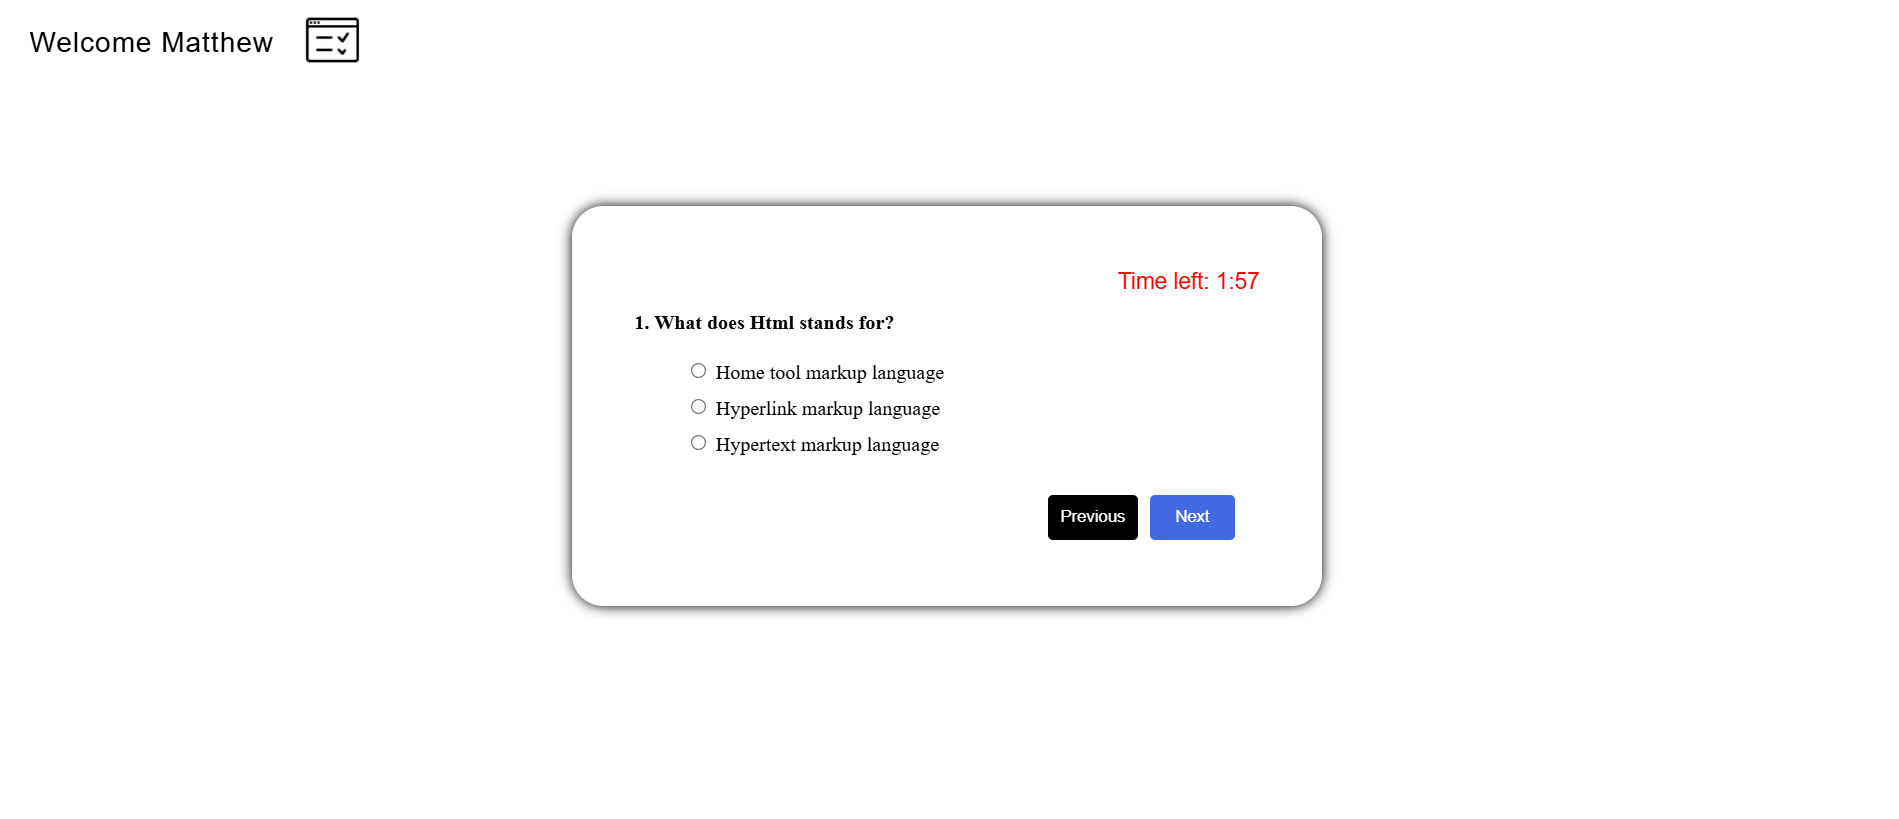 Welcome Matthew
Time left: 1:57
1. What does Html stands for?
Home tool markup language
Hyperlink markup language
Hypertext markup language
Previous Next